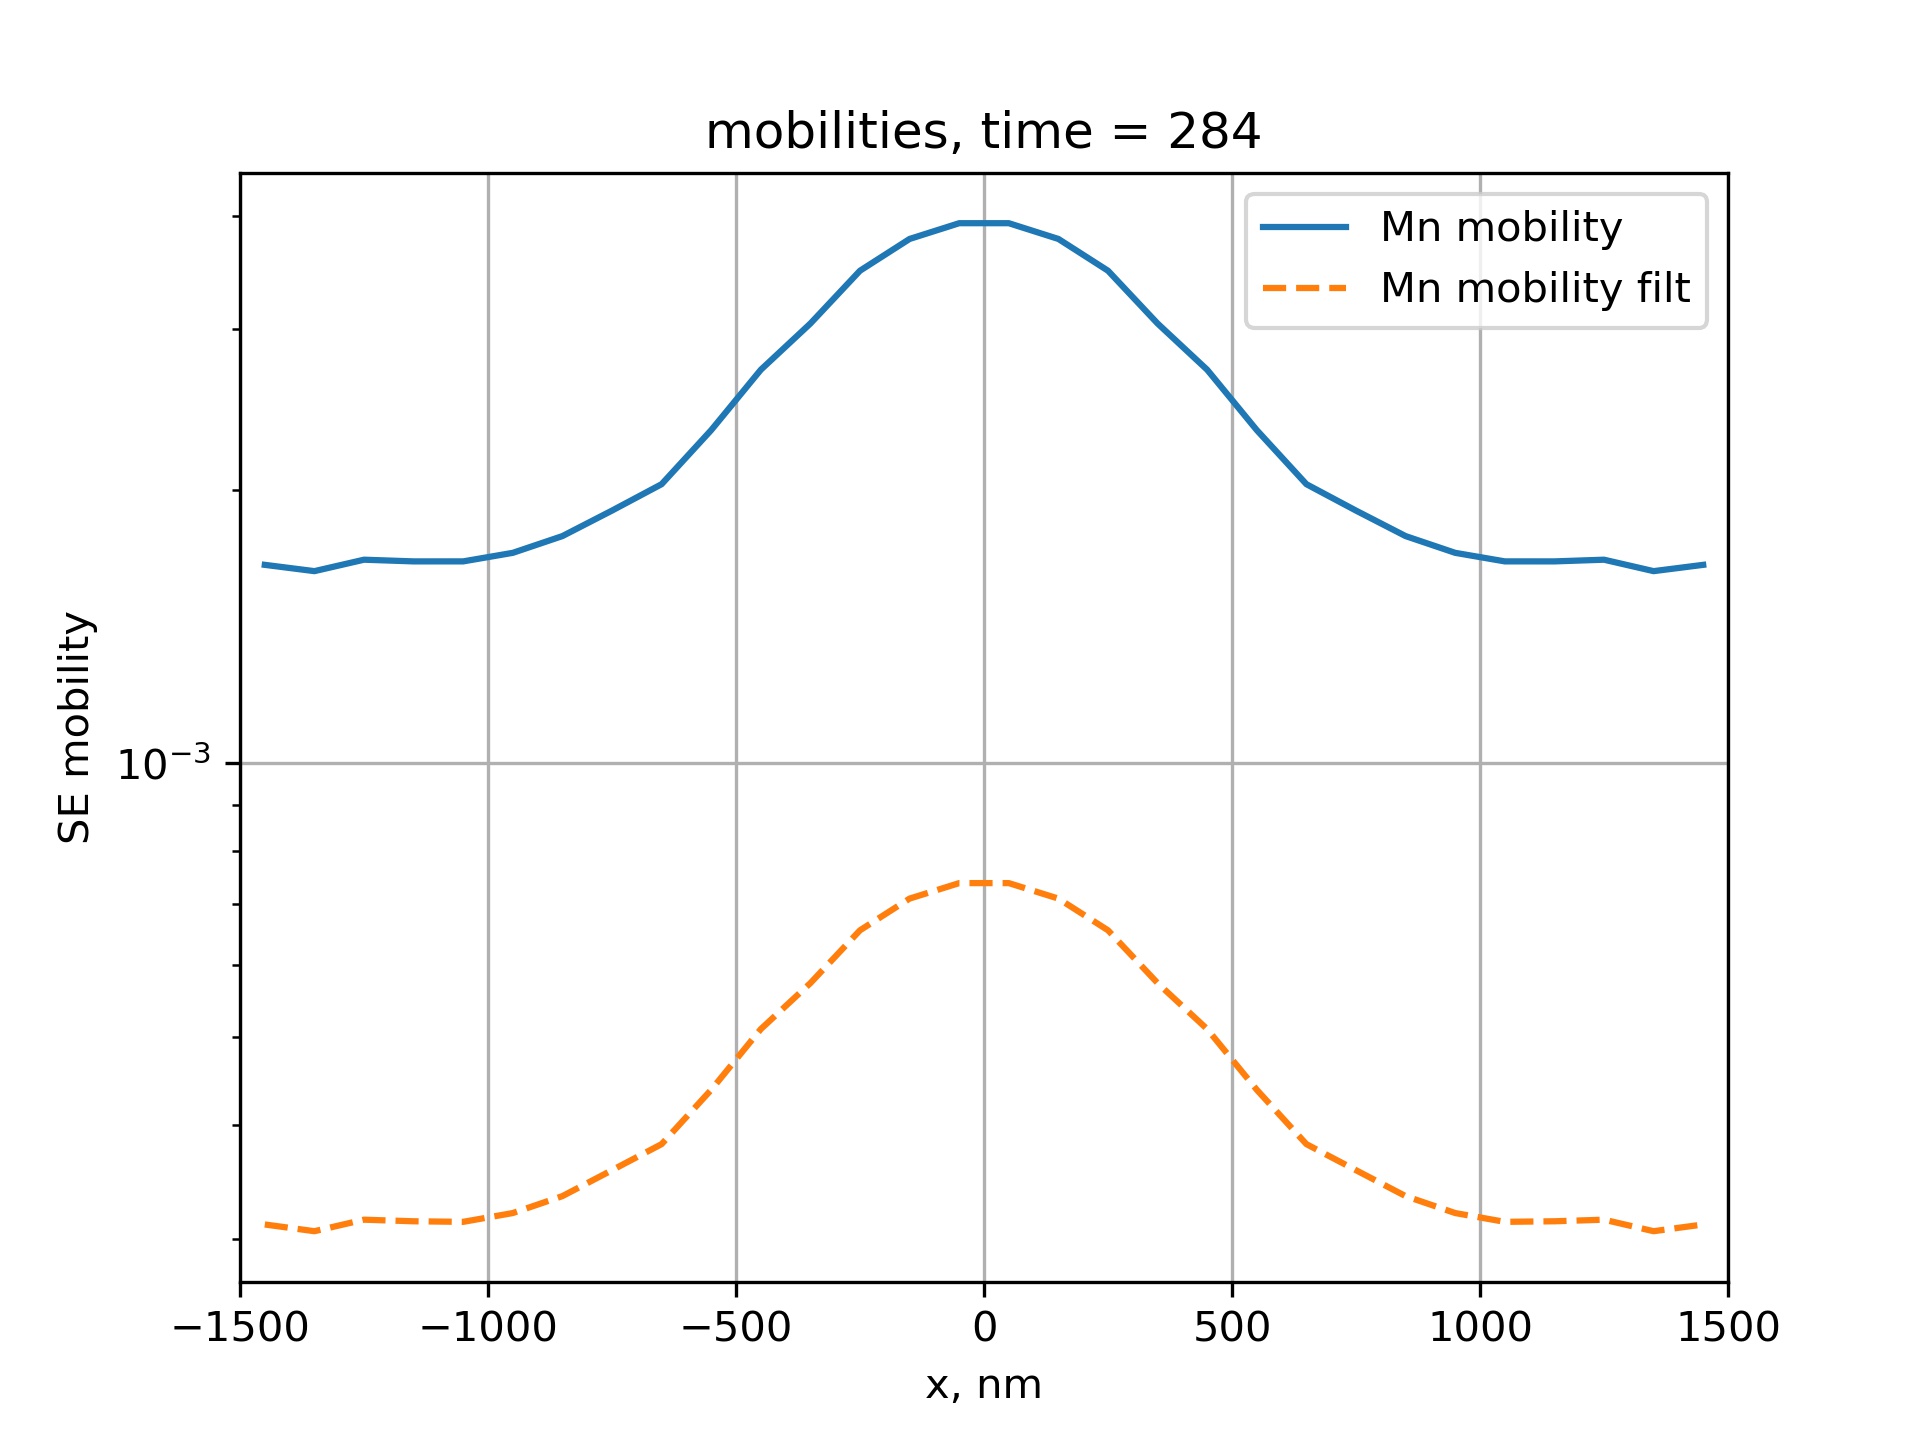 mobilities, time = 284
Mn mobility
Mn mobility filt
SE mobility
10⁻³
−1500 −1000 −500 0 500 1000 1500
x, nm